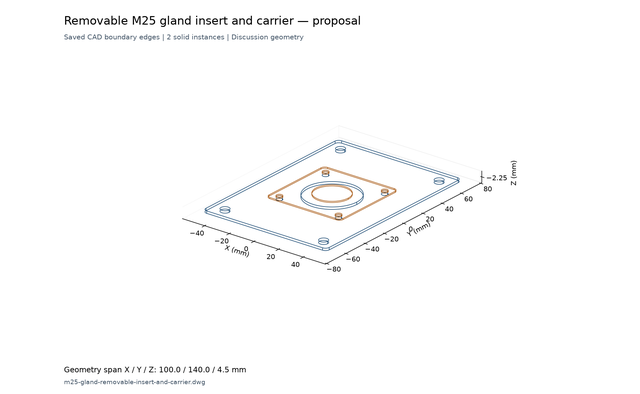 Removable M25 gland insert and carrier — proposal
Saved CAD boundary edges | 2 solid instances | Discussion geometry
−2.25
Z (mm)
80
60
40
20
0
−20
−40
−60
−80
Y (mm)
−40
−20
0
20
40
X (mm)
Geometry span X / Y / Z: 100.0 / 140.0 / 4.5 mm
m25-gland-removable-insert-and-carrier.dwg